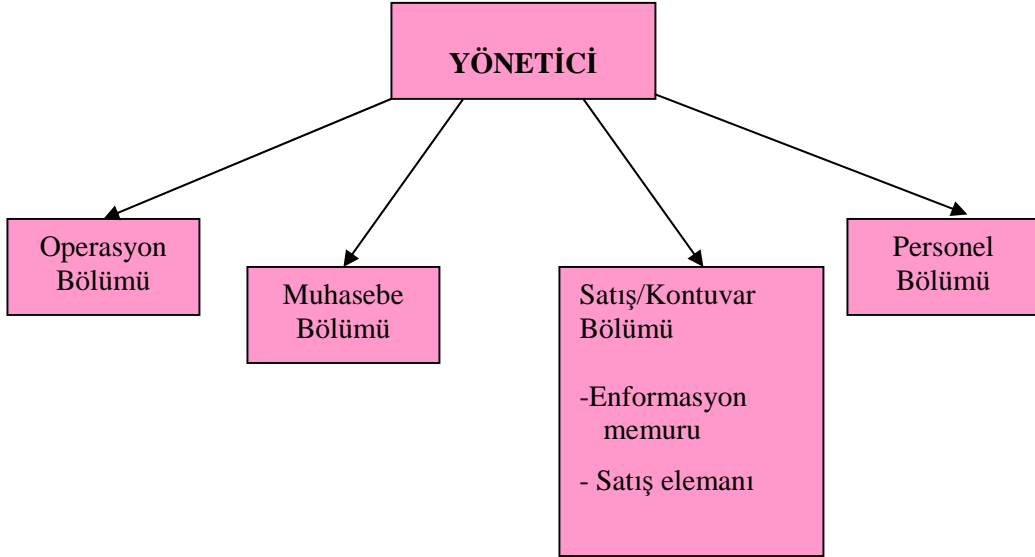 YÖNETİCİ
Operasyon
Bölümü
Muhasebe
Bölümü
Satış/Kontuvar
Bölümü
-Enformasyon
memuru
- Satış elemanı
Personel
Bölümü